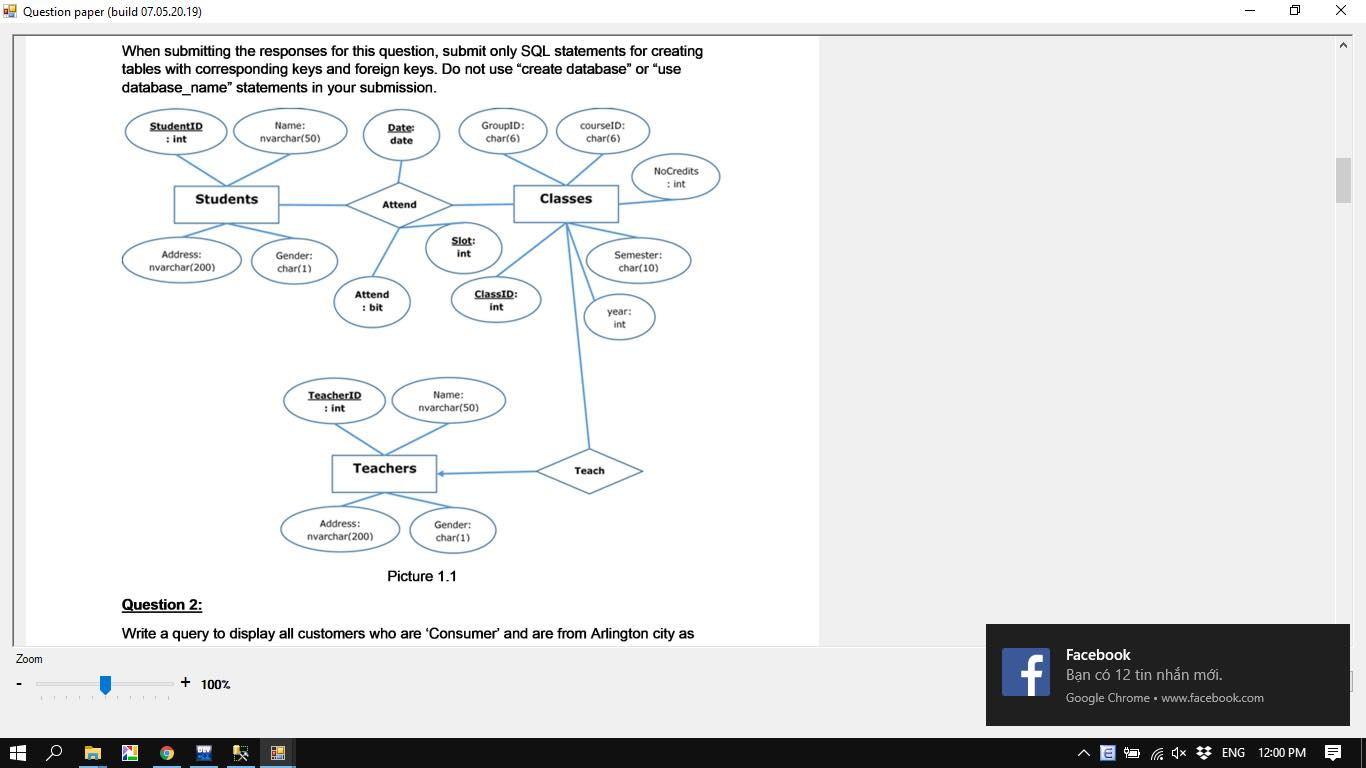 Question paper (build 07.05.20.19)
When submitting the responses for this question, submit only SQL statements for creating
tables with corresponding keys and foreign keys. Do not use “create database” or “use
database_name” statements in your submission.
StudentID
: int
Name:
nvarchar(50)
Date:
date
GroupID:
char(6)
courseID:
char(6)
NoCredits
: int
Students
Attend
Classes
Address:
nvarchar(200)
Gender:
char(1)
Slot:
int
Semester:
char(10)
Attend
: bit
ClassID:
int
year:
int
TeacherID
: int
Name:
nvarchar(50)
Teachers
Teach
Address:
nvarchar(200)
Gender:
char(1)
Picture 1.1
Question 2:
Write a query to display all customers who are ‘Consumer’ and are from Arlington city as
Zoom
- + 100%
Facebook
Bạn có 12 tin nhắn mới.
Google Chrome • www.facebook.com
DEV
ENG 12:00 PM